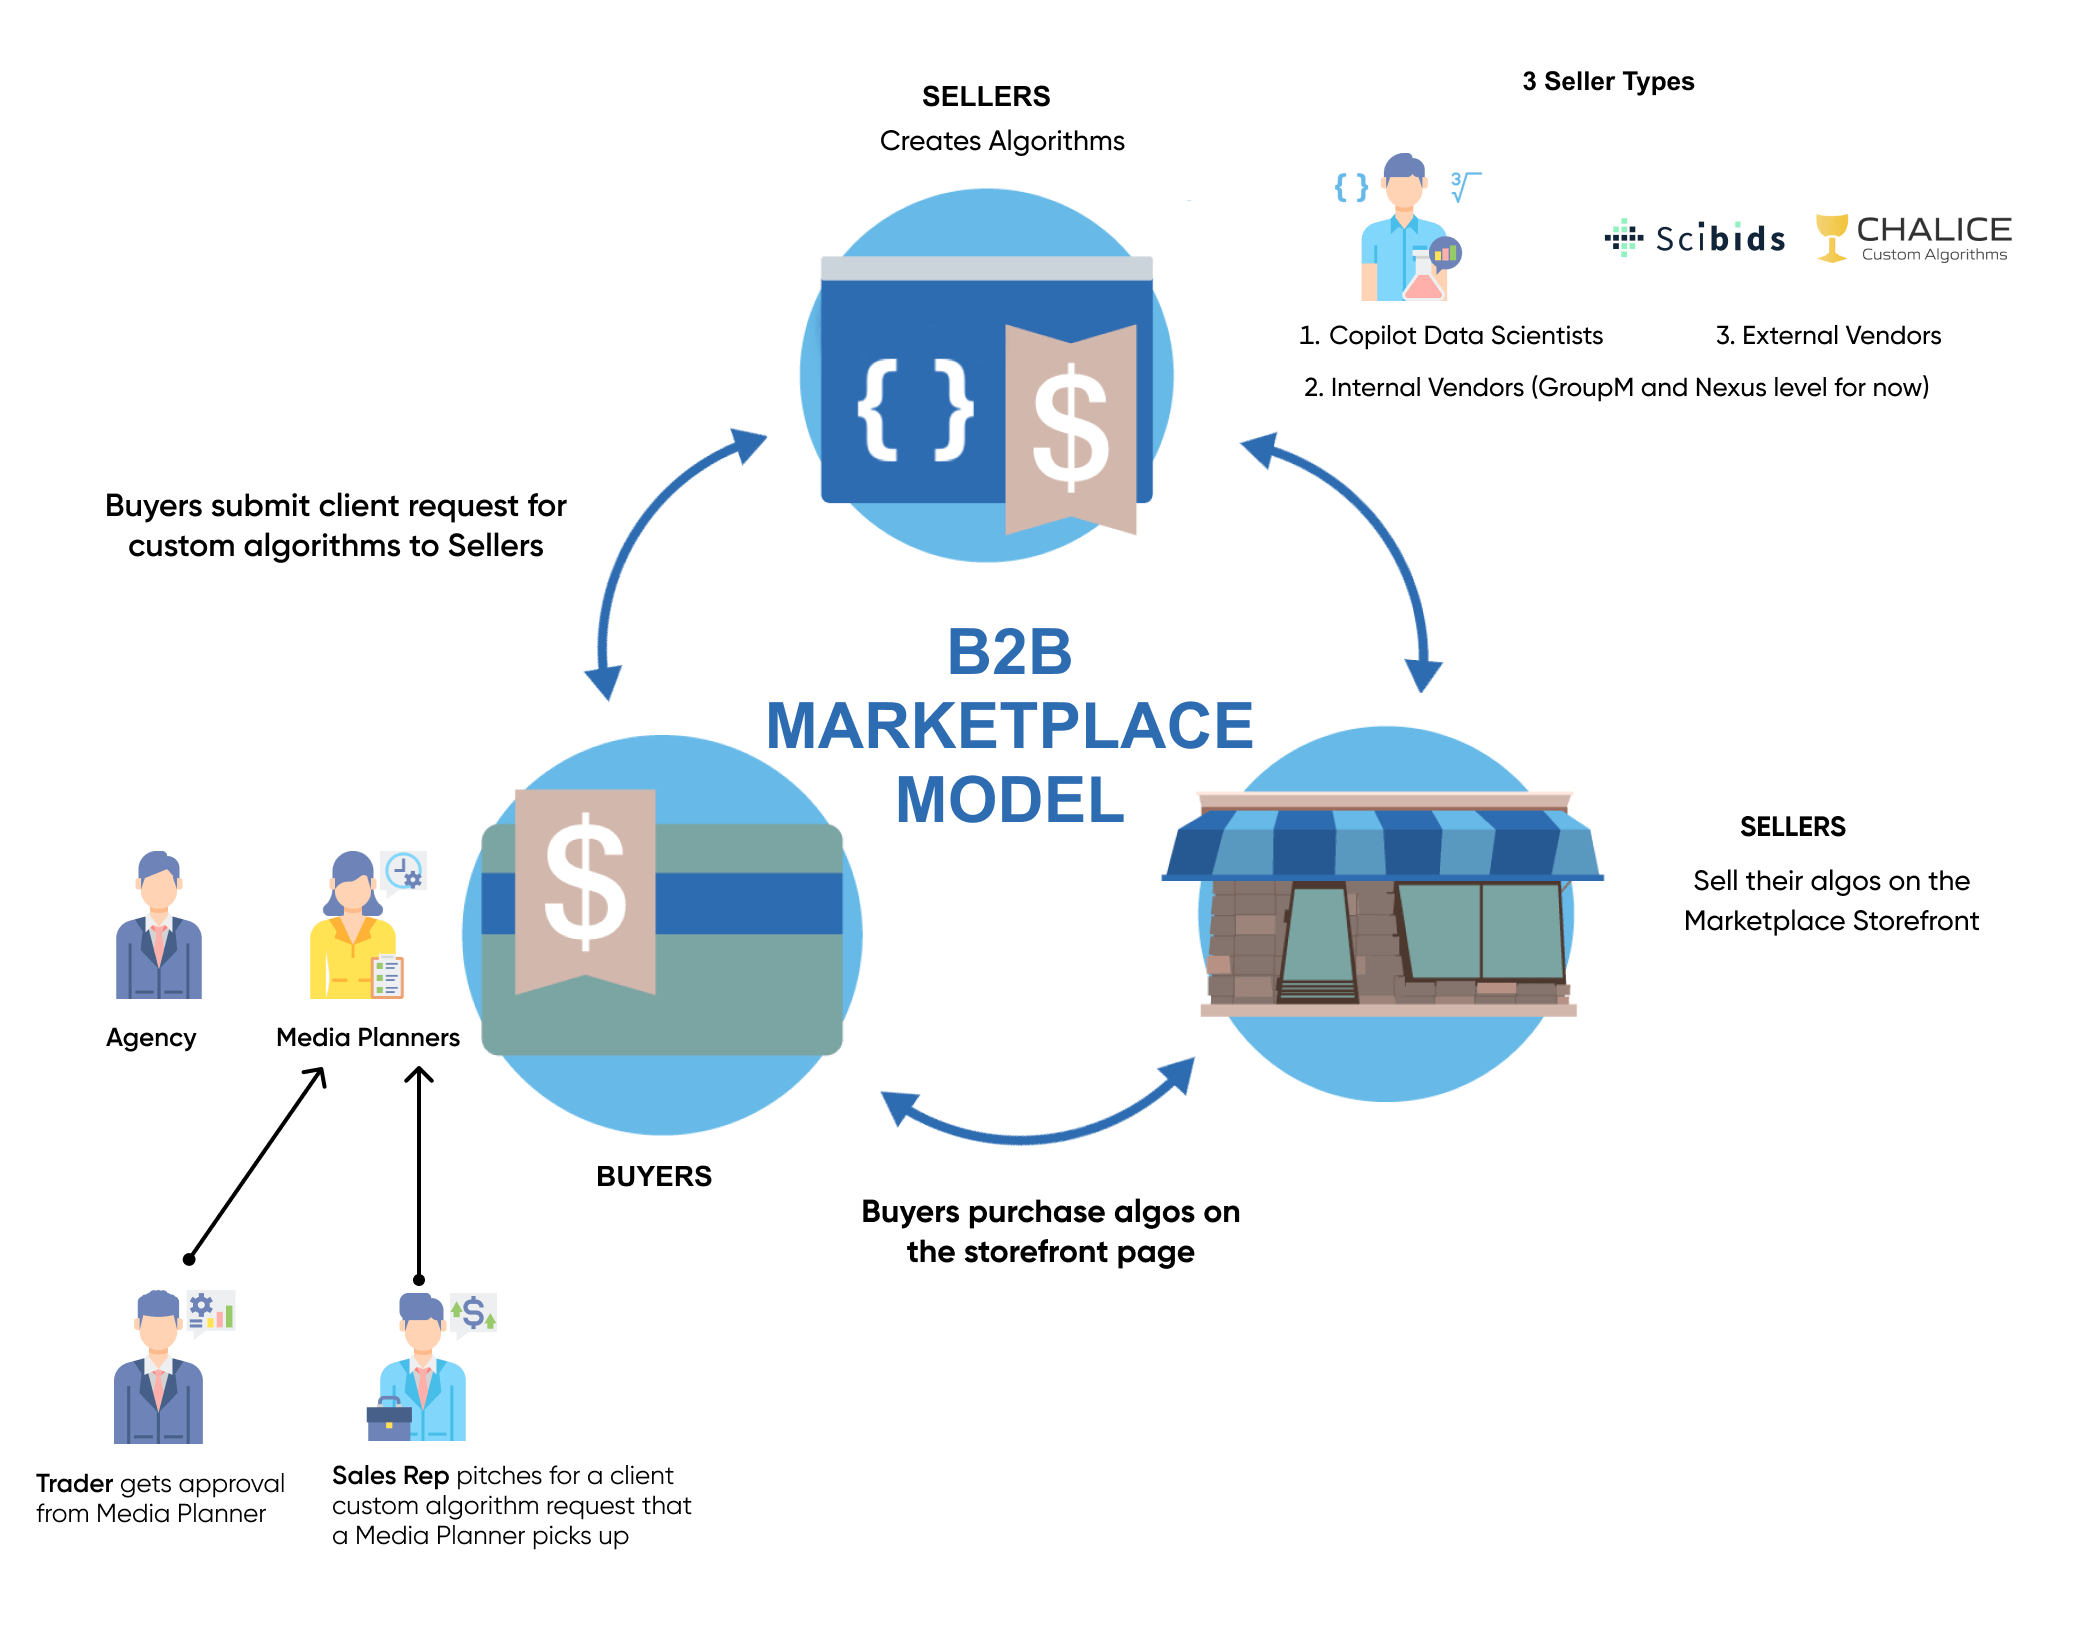 SELLERS
Creates Algorithms
3 Seller Types
{ }
3√
Scibids
CHALICE
Custom Algorithms
1. Copilot Data Scientists
3. External Vendors
2. Internal Vendors (GroupM and Nexus level for now)
{ }
$
Buyers submit client request for
custom algorithms to Sellers
B2B
MARKETPLACE
MODEL
$
SELLERS
Sell their algos on the
Marketplace Storefront
Agency
Media Planners
BUYERS
Buyers purchase algos on
the storefront page
$
Trader gets approval
from Media Planner
Sales Rep pitches for a client
custom algorithm request that
a Media Planner picks up